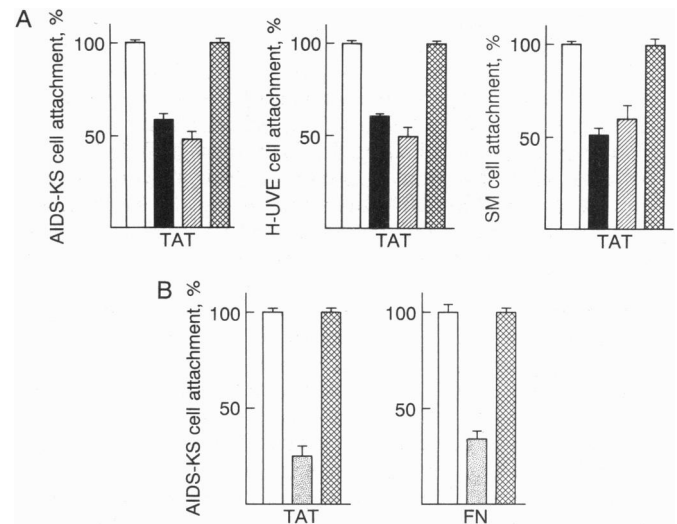 A
AIDS-KS cell attachment, %
100
50
TAT
H-UVE cell attachment, %
100
50
TAT
SM cell attachment, %
100
50
TAT
B
AIDS-KS cell attachment, %
100
50
TAT
100
50
FN